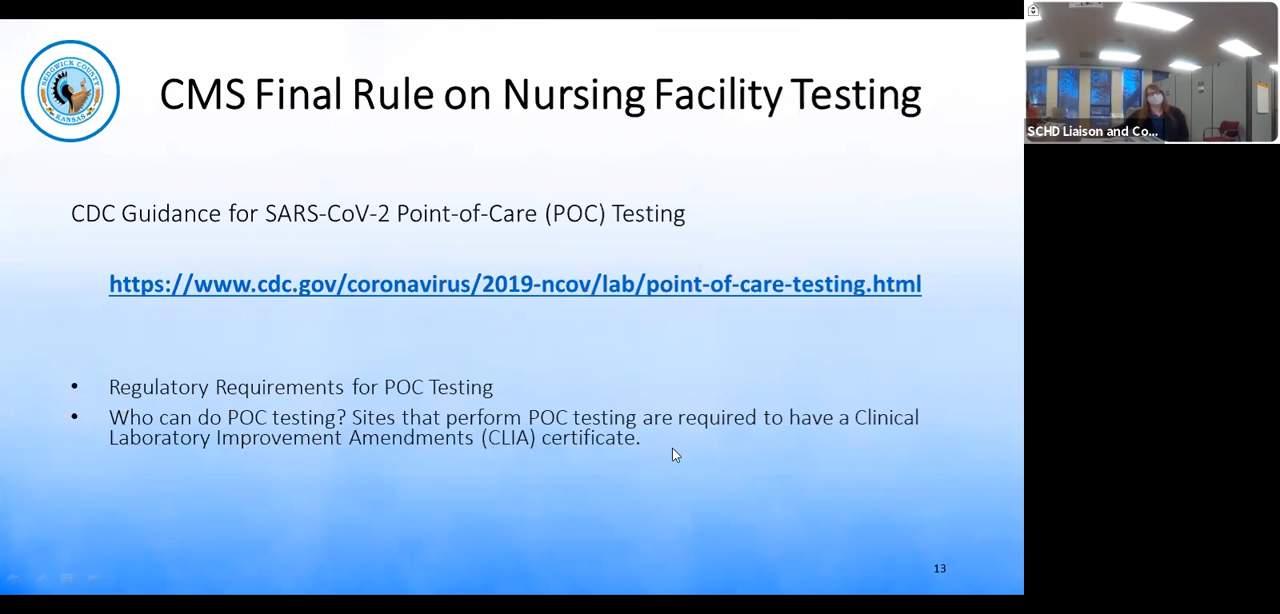 SEDGWICK COUNTY
KANSAS
CMS Final Rule on Nursing Facility Testing
SCHD Liaison and Co...
CDC Guidance for SARS-CoV-2 Point-of-Care (POC) Testing
https://www.cdc.gov/coronavirus/2019-ncov/lab/point-of-care-testing.html
• Regulatory Requirements for POC Testing
• Who can do POC testing? Sites that perform POC testing are required to have a Clinical
Laboratory Improvement Amendments (CLIA) certificate.
13